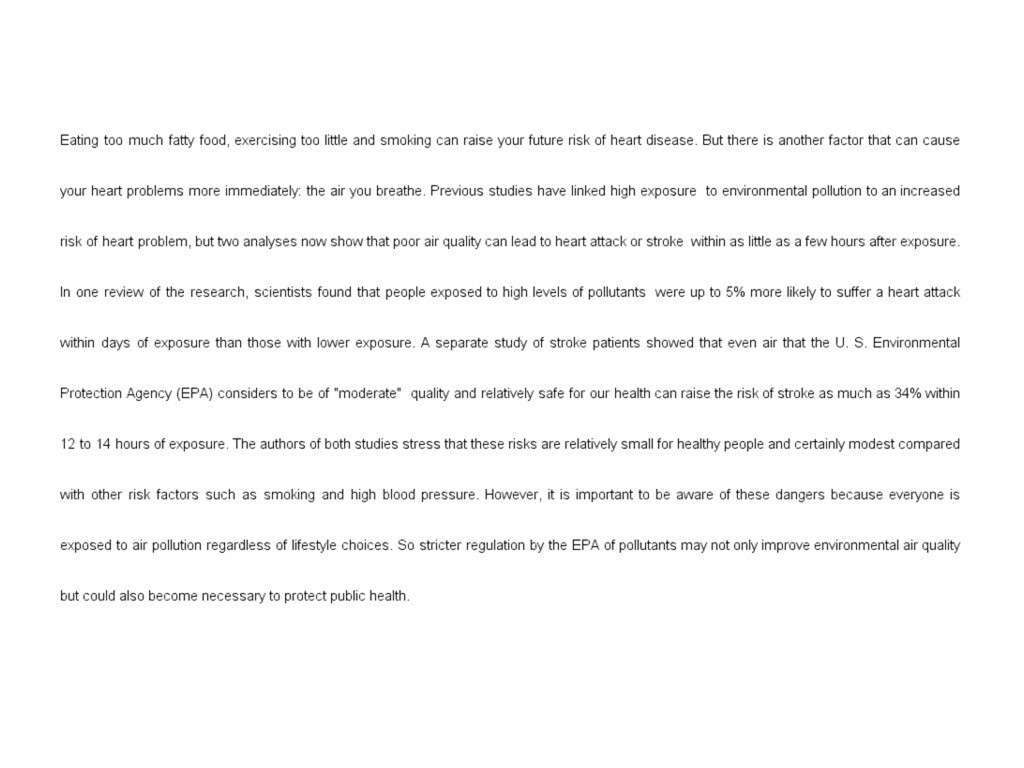 Eating too much fatty food, exercising too little and smoking can raise your future risk of heart disease. But there is another factor that can cause
your heart problems more immediately: the air you breathe. Previous studies have linked high exposure  to environmental pollution to an increased
risk of heart problem, but two analyses now show that poor air quality can lead to heart attack or stroke  within as little as a few hours after exposure.
In one review of the research, scientists found that people exposed to high levels of pollutants  were up to 5% more likely to suffer a heart attack
within days of exposure than those with lower exposure. A separate study of stroke patients showed that even air that the U. S. Environmental
Protection Agency (EPA) considers to be of "moderate"  quality and relatively safe for our health can raise the risk of stroke as much as 34% within
12 to 14 hours of exposure. The authors of both studies stress that these risks are relatively small for healthy people and certainly modest compared
with other risk factors such as smoking and high blood pressure. However, it is important to be aware of these dangers because everyone is
exposed to air pollution regardless of lifestyle choices. So stricter regulation by the EPA of pollutants may not only improve environmental air quality
but could also become necessary to protect public health.